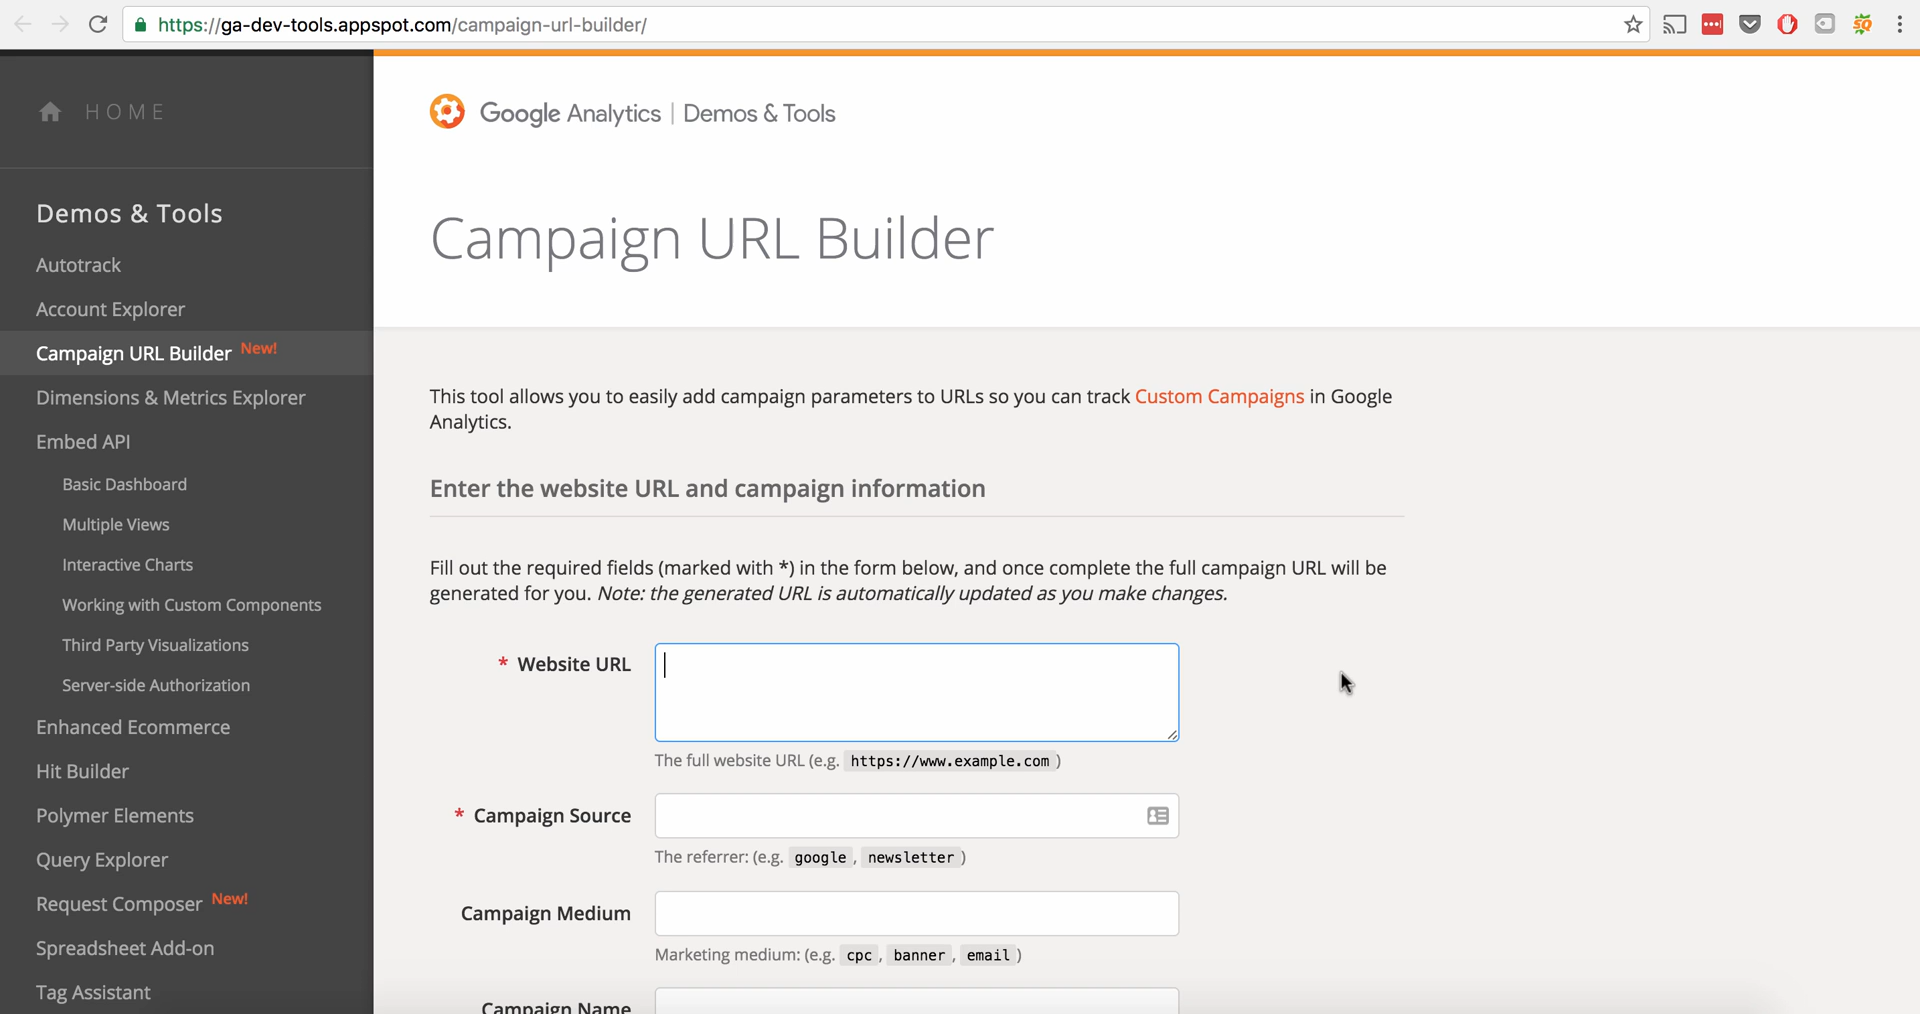 https://ga-dev-tools.appspot.com/campaign-url-builder/
HOME
Demos & Tools
Autotrack
Account Explorer
Campaign URL Builder New!
Dimensions & Metrics Explorer
Embed API
Basic Dashboard
Multiple Views
Interactive Charts
Working with Custom Components
Third Party Visualizations
Server-side Authorization
Enhanced Ecommerce
Hit Builder
Polymer Elements
Query Explorer
Request Composer New!
Spreadsheet Add-on
Tag Assistant
Google Analytics | Demos & Tools
Campaign URL Builder
This tool allows you to easily add campaign parameters to URLs so you can track Custom Campaigns in Google
Analytics.
Enter the website URL and campaign information
Fill out the required fields (marked with *) in the form below, and once complete the full campaign URL will be
generated for you. Note: the generated URL is automatically updated as you make changes.
* Website URL
The full website URL (e.g. https://www.example.com )
* Campaign Source
The referrer: (e.g. google , newsletter )
Campaign Medium
Marketing medium: (e.g. cpc , banner , email )
Campaign Name